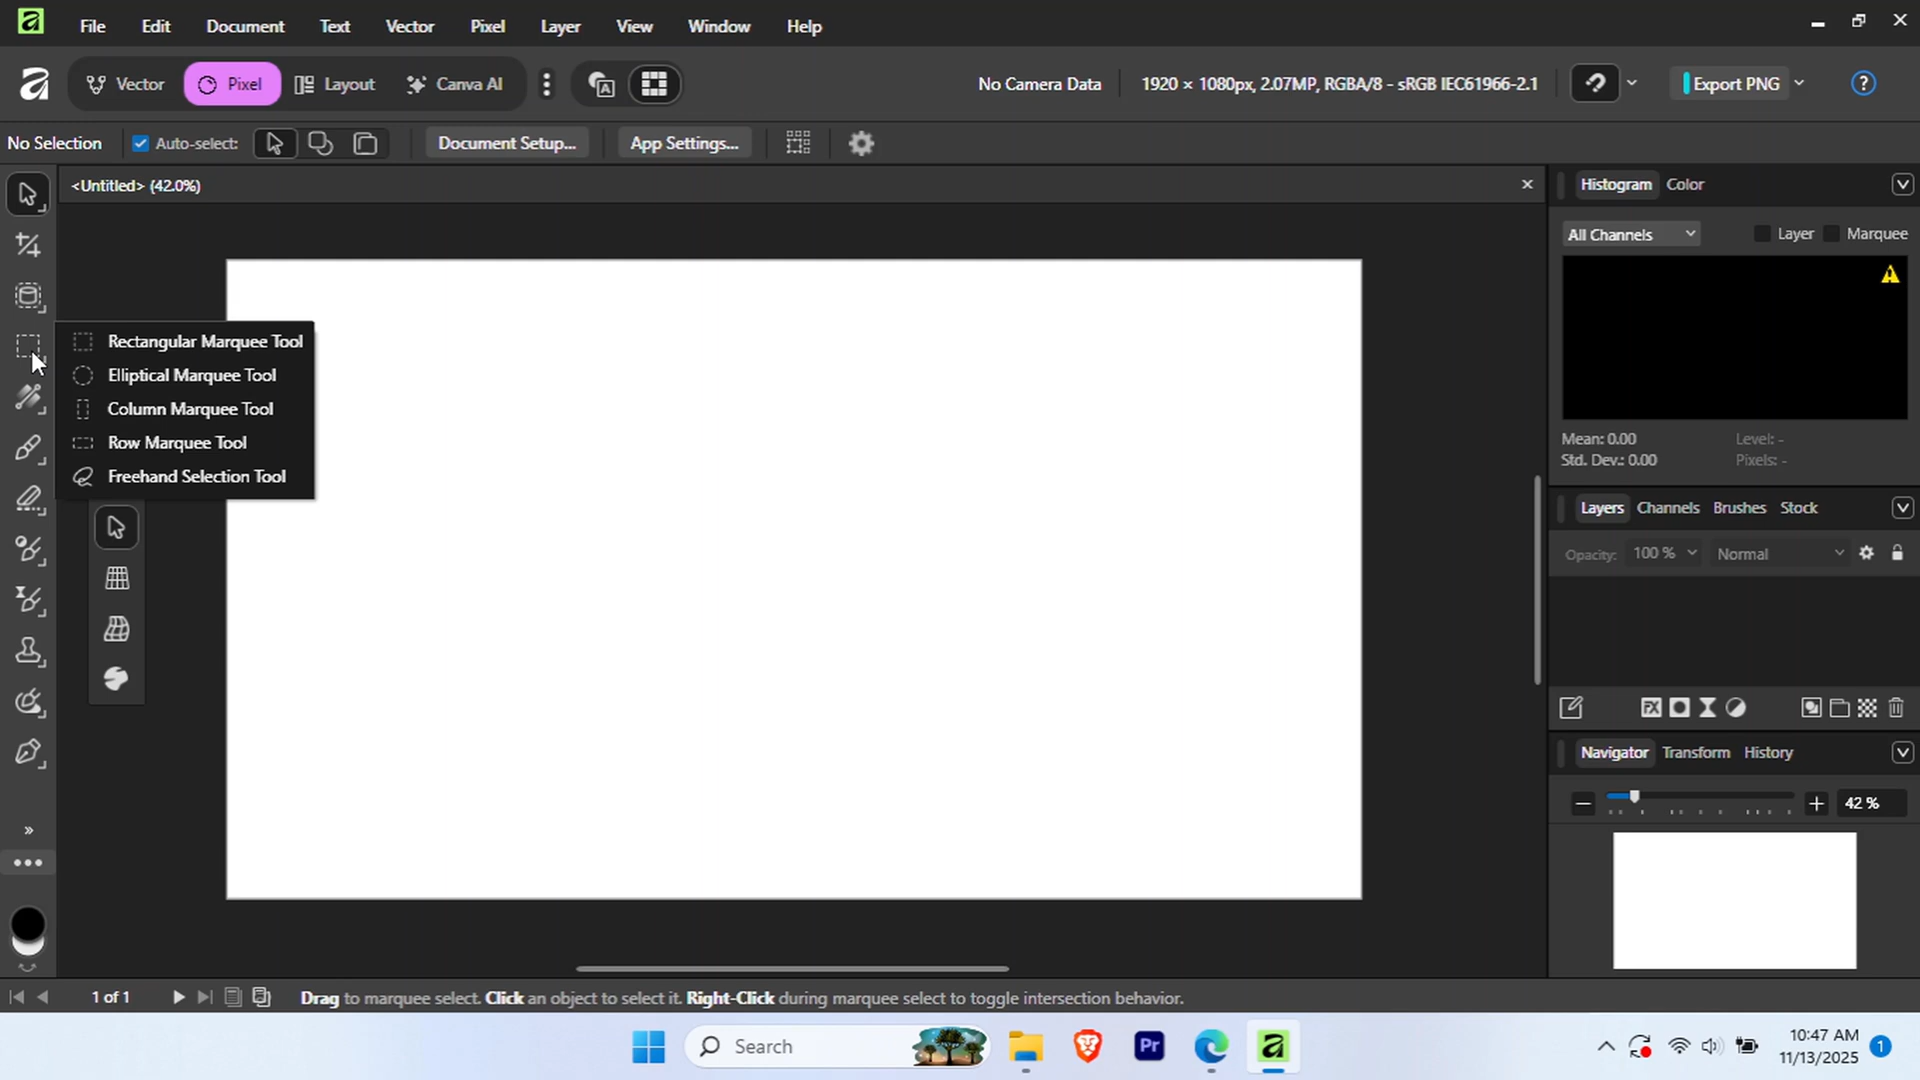 File Edit Document Text Vector Pixel Layer View Window Help
Vector Pixel Layout Canva AI No Camera Data 1920 × 1080px, 2.07MP, RGBA/8 - sRGB IEC61966-2.1 Export PNG
No Selection Auto-select: Document Setup... App Settings...
<Untitled> (42.0%)
Histogram Color
All Channels Layer Marquee
Rectangular Marquee Tool
Elliptical Marquee Tool
Column Marquee Tool
Row Marquee Tool
Freehand Selection Tool
Mean: 0.00 Level: -
Std. Dev.: 0.00 Pixels: -
Layers Channels Brushes Stock
Opacity: 100 % Normal
FX
Navigator Transform History
42 %
1 of 1 Drag to marquee select. Click an object to select it. Right-Click during marquee select to toggle intersection behavior.
Search Pr 10:47 AM 1
11/13/2025